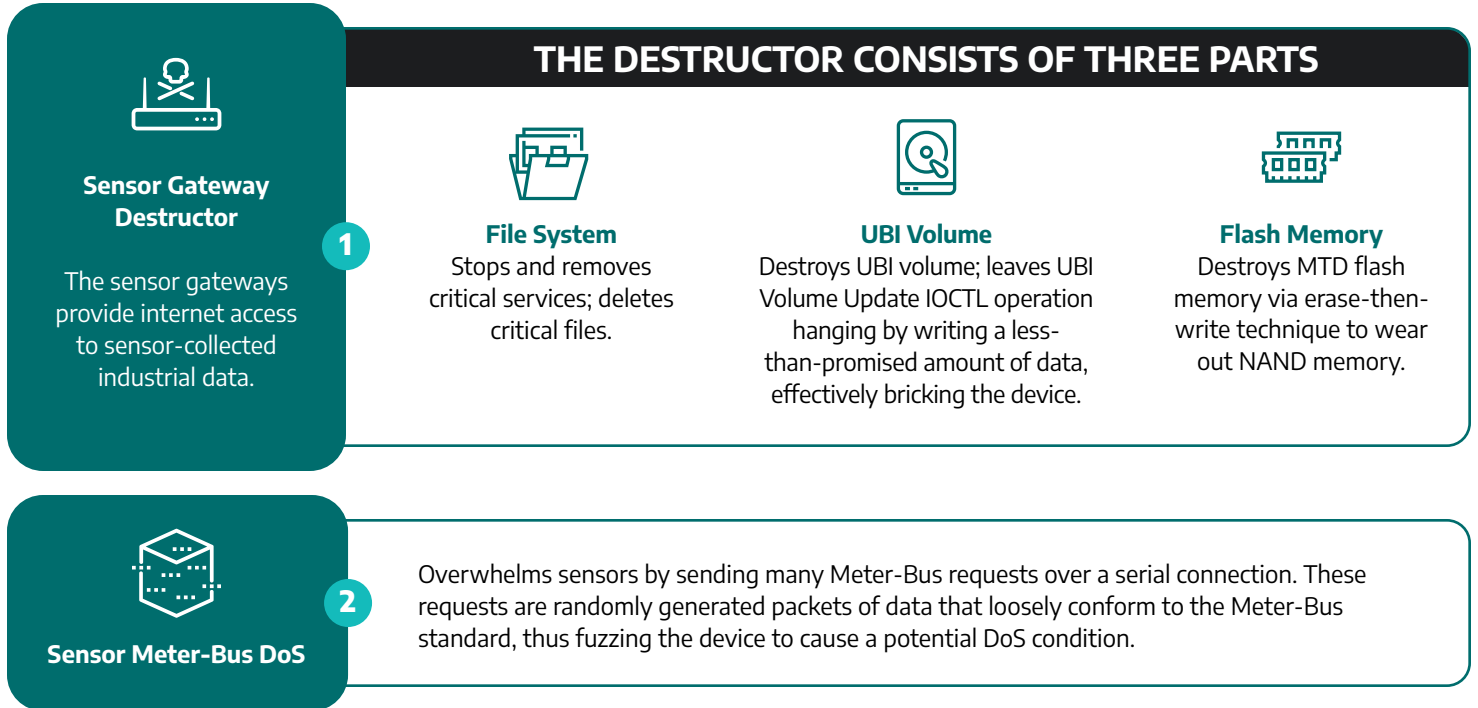 Sensor Gateway
Destructor
The sensor gateways
provide internet access
to sensor-collected
industrial data.
1
THE DESTRUCTOR CONSISTS OF THREE PARTS
File System
Stops and removes
critical services; deletes
critical files.
UBI Volume
Destroys UBI volume; leaves UBI
Volume Update IOCTL operation
hanging by writing a less-
than-promised amount of data,
effectively bricking the device.
Flash Memory
Destroys MTD flash
memory via erase-then-
write technique to wear
out NAND memory.
Sensor Meter-Bus DoS
2
Overwhelms sensors by sending many Meter-Bus requests over a serial connection. These
requests are randomly generated packets of data that loosely conform to the Meter-Bus
standard, thus fuzzing the device to cause a potential DoS condition.